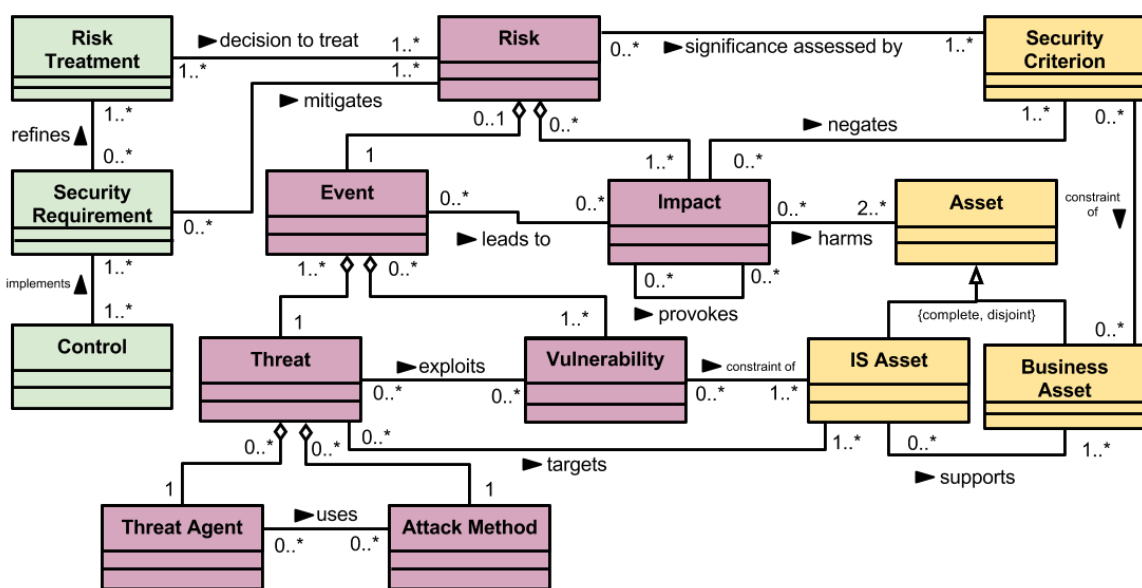 Risk
Treatment
decision to treat
1..*
1..*
Risk
0..*
significance assessed by
1..*
Security
Criterion
1..*
mitigates
1..*
refines
0..*
0..1
0..*
negates
1..*
0..*
1
1..*
0..*
Security
Requirement
0..*
Event
0..*
leads to
0..*
Impact
0..*
harms
2..*
Asset
constraint
of
1..*
implements
1..*
1..*
0..*
0..*
0..*
provokes
{complete, disjoint}
0..*
Control
1
1..*
Threat
exploits
0..*
0..*
Vulnerability
constraint of
0..*
1..*
IS Asset
Business
Asset
0..*
targets
1..*
0..*
supports
1..*
0..*
0..*
1
1
Threat Agent
uses
0..*
0..*
Attack Method